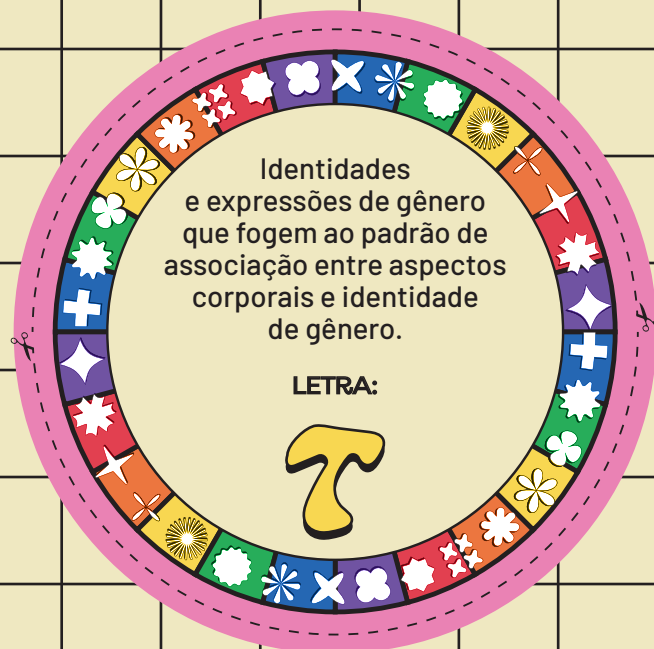 Identidades
e expressões de gênero
que fogem ao padrão de
associação entre aspectos
corporais e identidade
de gênero.
LETRA:
T